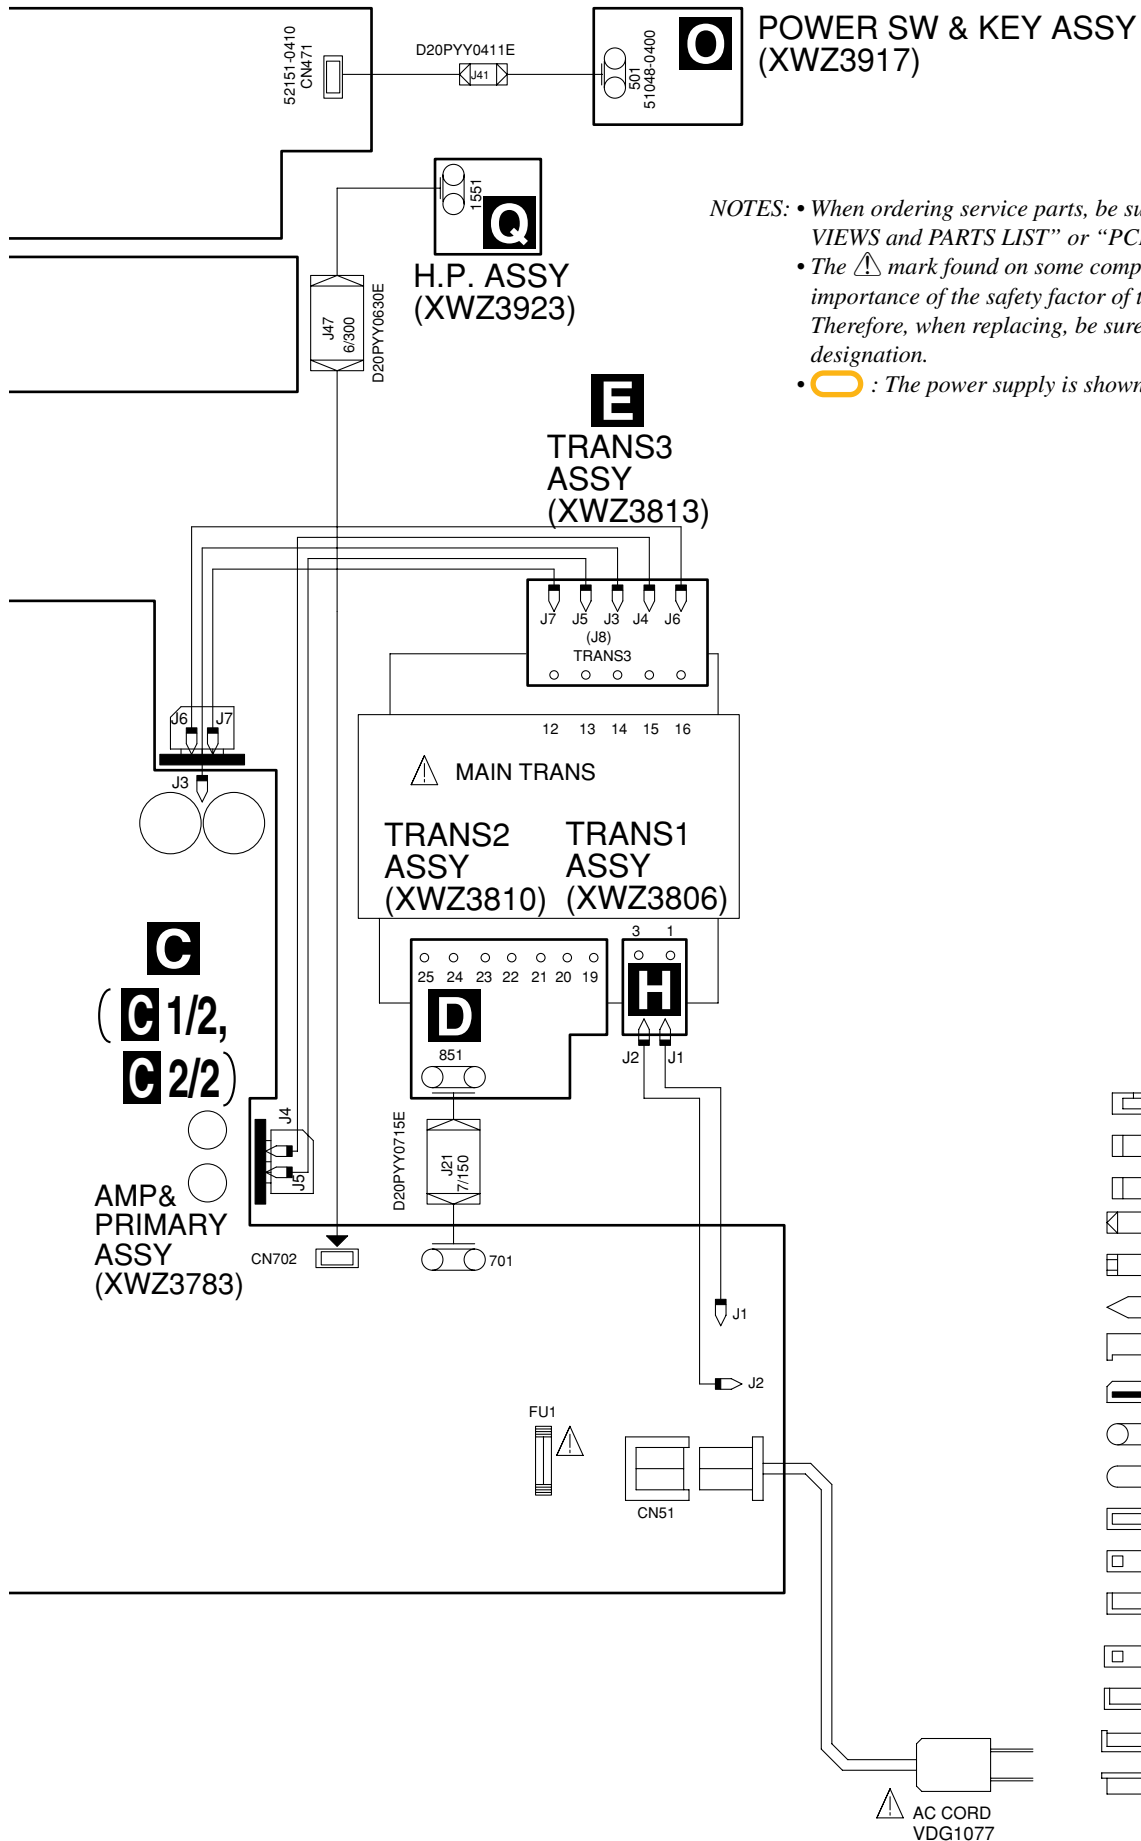 POWER SW & KEY ASSY
(XWZ3917)
O
D20PYY0411E
J41
52151-0410
CN471
501
51048-0400
1551
Q
H.P. ASSY
(XWZ3923)
J47
6/300
D20PYY0630E
NOTES: • When ordering service parts, be su
VIEWS and PARTS LIST” or “PC
• The ⚠ mark found on some comp
importance of the safety factor of t
Therefore, when replacing, be sure
designation.
• : The power supply is shown
E
TRANS3
ASSY
(XWZ3813)
J7 J5 J3 J4 J6
(J8)
TRANS3
12 13 14 15 16
J6 J7
J3
⚠ MAIN TRANS
TRANS2
ASSY
(XWZ3810)
TRANS1
ASSY
(XWZ3806)
3 1
25 24 23 22 21 20 19
D
H
851
J2 J1
C
(C 1/2,
C 2/2)
J4
J5
D20PYY0715E
J21
7/150
AMP&
PRIMARY
ASSY
(XWZ3783)
CN702
701
J1
J2
FU1
CN51
AC CORD
VDG1077